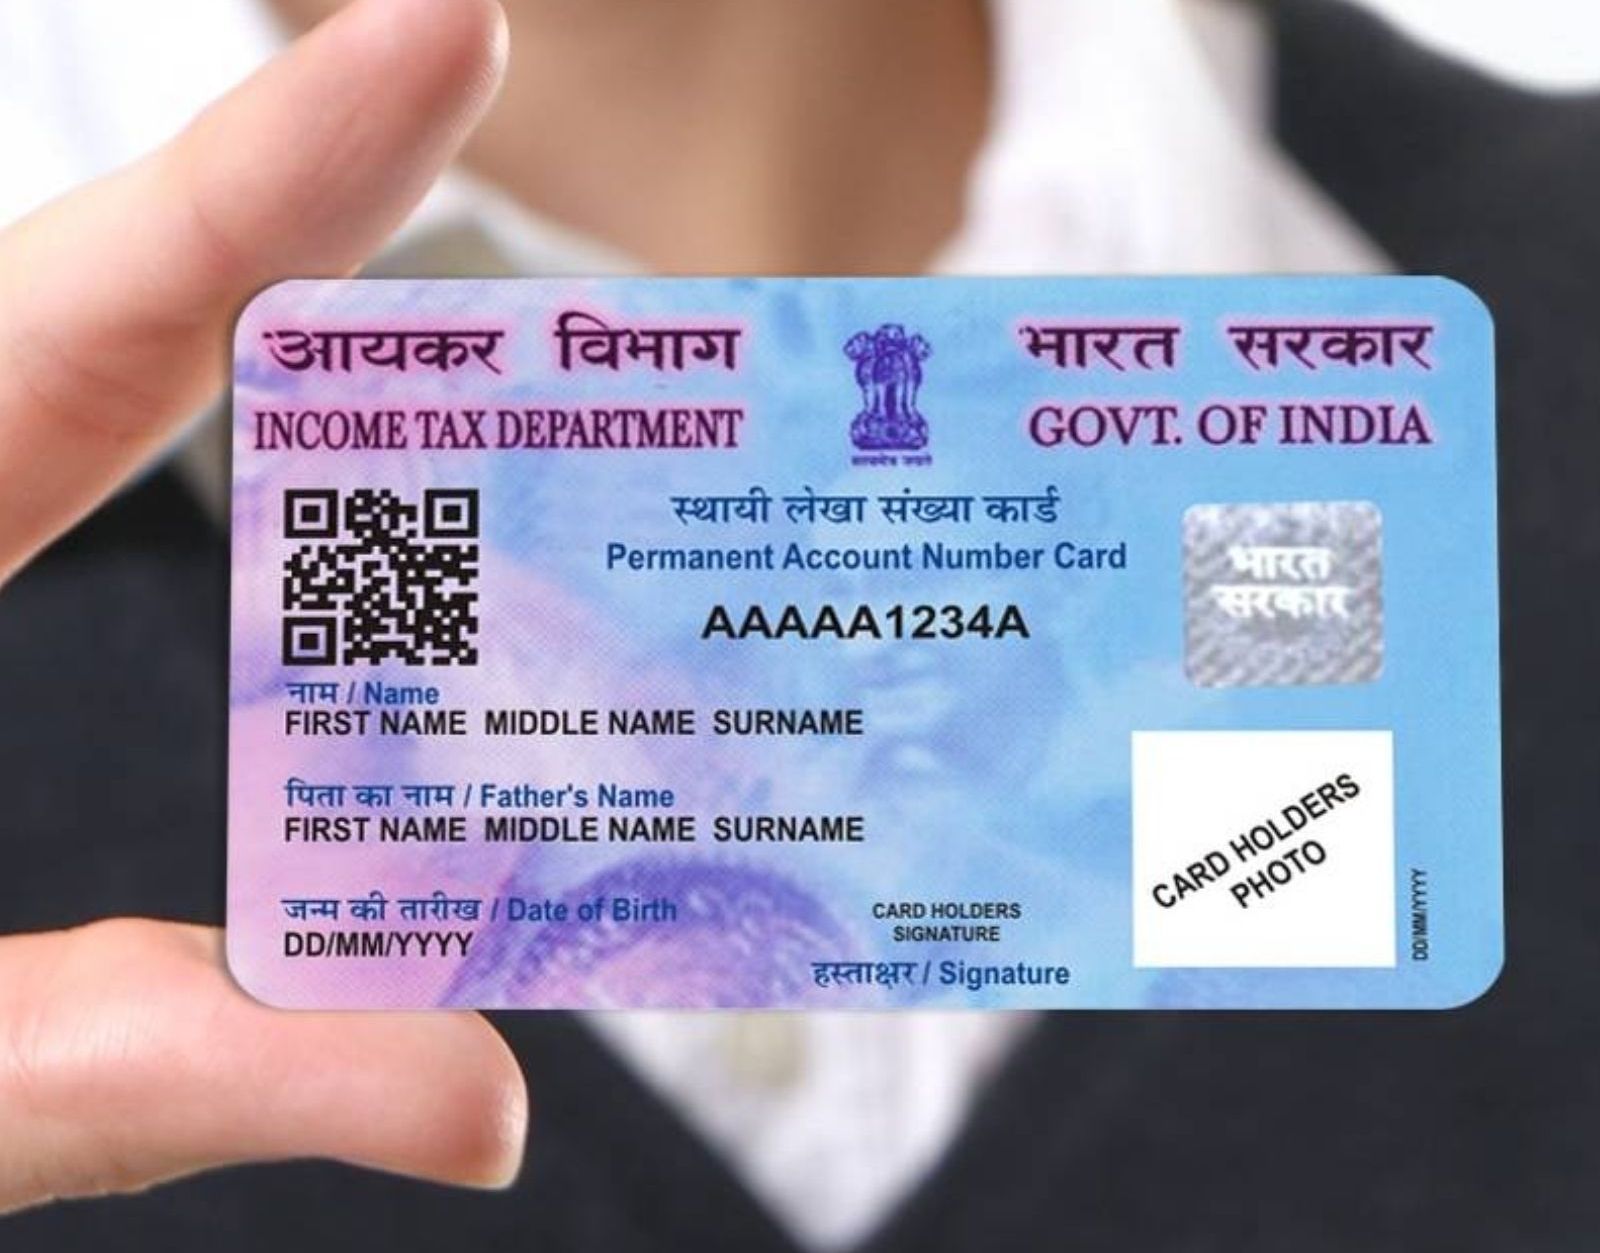 आयकर विभाग
भारत सरकार
INCOME TAX DEPARTMENT
GOVT. OF INDIA
सत्यमेव जयते
स्थायी लेखा संख्या कार्ड
Permanent Account Number Card
AAAAA1234A
भारत
सरकार
नाम / Name
FIRST NAME MIDDLE NAME SURNAME
पिता का नाम / Father's Name
FIRST NAME MIDDLE NAME SURNAME
जन्म की तारीख / Date of Birth
DD/MM/YYYY
CARD HOLDERS
SIGNATURE
हस्ताक्षर / Signature
CARD HOLDERS
PHOTO
DD/MM/YYYY